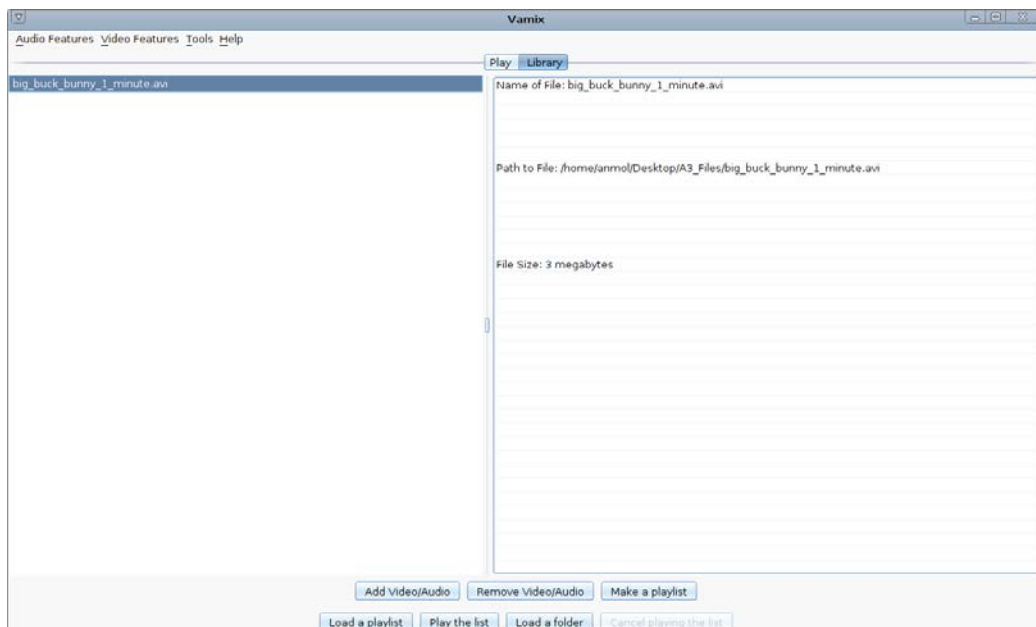 Vamix
Audio Features Video Features Tools Help
Play Library
big_buck_bunny_1_minute.avi
Name of File: big_buck_bunny_1_minute.avi
Path to File: /home/anmol/Desktop/A3_Files/big_buck_bunny_1_minute.avi
File Size: 3 megabytes
Add Video/Audio Remove Video/Audio Make a playlist
Load a playlist Play the list Load a folder Cancel playing the list